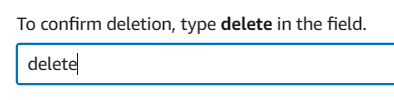 To confirm deletion, type delete in the field.
delete